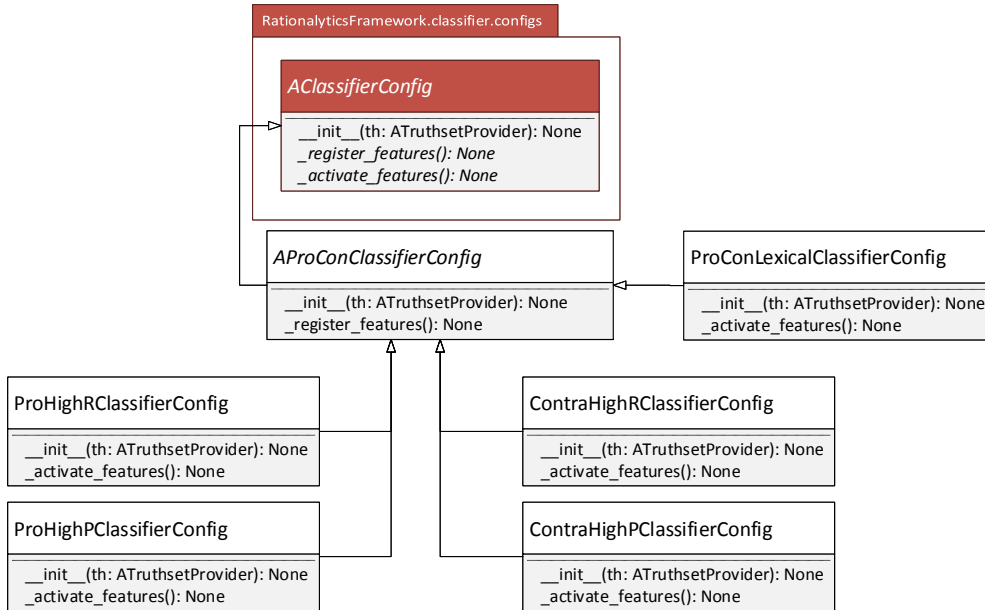 RationalyticsFramework.classifier.configs
AClassifierConfig
__init__(th: ATruthsetProvider): None
_register_features(): None
_activate_features(): None
AProConClassifierConfig
__init__(th: ATruthsetProvider): None
_register_features(): None
ProConLexicalClassifierConfig
__init__(th: ATruthsetProvider): None
_activate_features(): None
ProHighRClassifierConfig
__init__(th: ATruthsetProvider): None
_activate_features(): None
ContraHighRClassifierConfig
__init__(th: ATruthsetProvider): None
_activate_features(): None
ProHighPClassifierConfig
__init__(th: ATruthsetProvider): None
_activate_features(): None
ContraHighPClassifierConfig
__init__(th: ATruthsetProvider): None
_activate_features(): None